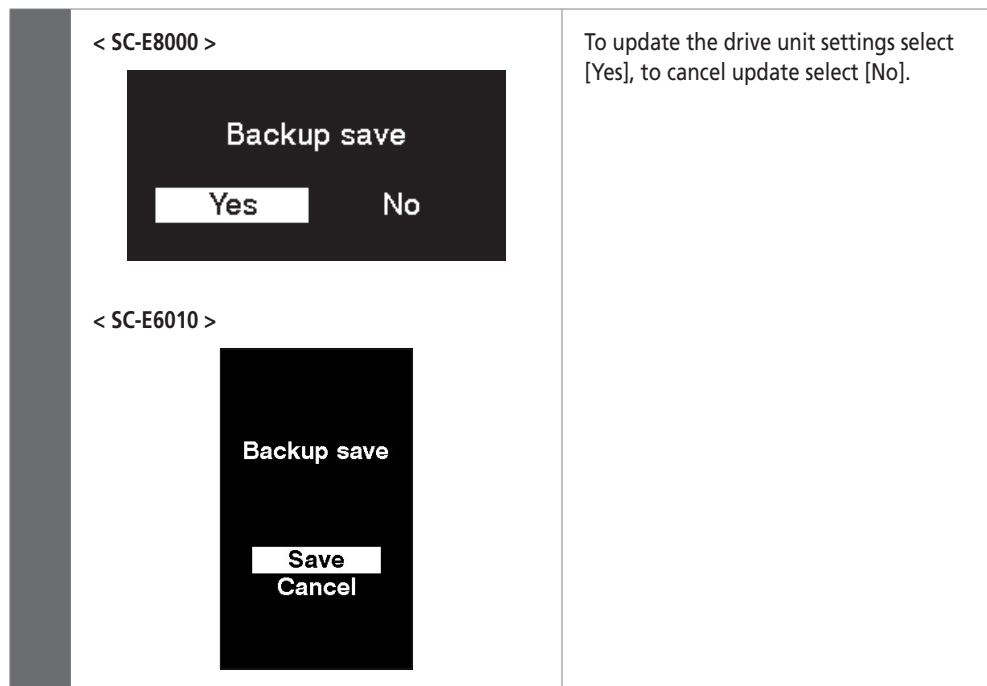 < SC-E8000 >
To update the drive unit settings select
[Yes], to cancel update select [No].
Backup save
Yes No
< SC-E6010 >
Backup save
Save
Cancel